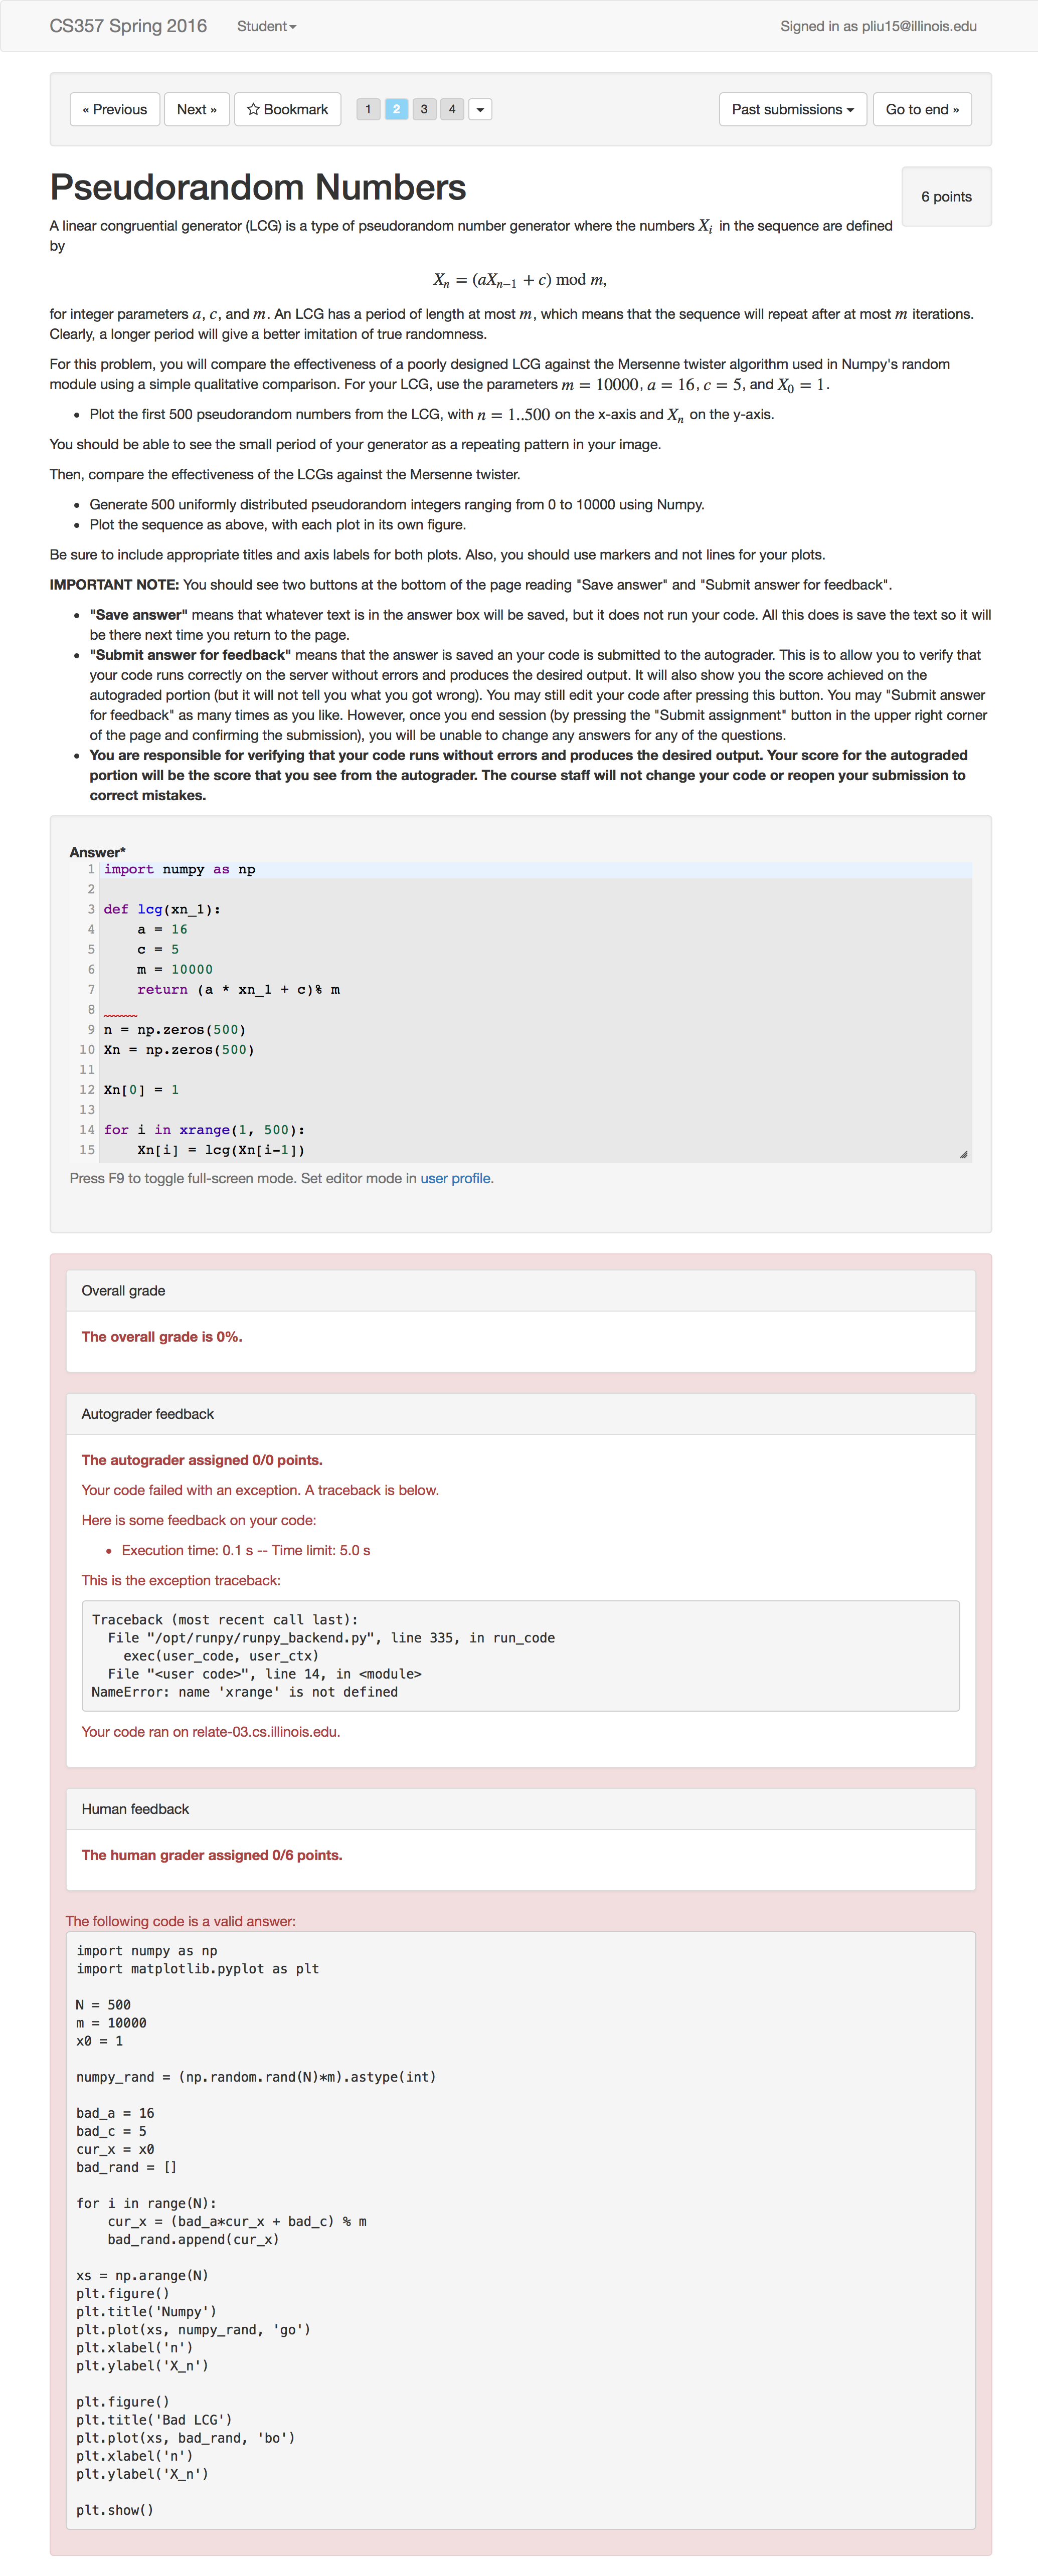 CS357 Spring 2016 Student Signed in as pliu15@illinois.edu
« Previous Next » Bookmark 1 2 3 4 Past submissions Go to end »
Pseudorandom Numbers
6 points
A linear congruential generator (LCG) is a type of pseudorandom number generator where the numbers Xᵢ in the sequence are defined
by
Xₙ = (aXₙ₋₁ + c) mod m,
for integer parameters a, c, and m. An LCG has a period of length at most m, which means that the sequence will repeat after at most m iterations.
Clearly, a longer period will give a better imitation of true randomness.
For this problem, you will compare the effectiveness of a poorly designed LCG against the Mersenne twister algorithm used in Numpy's random
module using a simple qualitative comparison. For your LCG, use the parameters m = 10000, a = 16, c = 5, and X₀ = 1.
• Plot the first 500 pseudorandom numbers from the LCG, with n = 1..500 on the x-axis and Xₙ on the y-axis.
You should be able to see the small period of your generator as a repeating pattern in your image.
Then, compare the effectiveness of the LCGs against the Mersenne twister.
• Generate 500 uniformly distributed pseudorandom integers ranging from 0 to 10000 using Numpy.
• Plot the sequence as above, with each plot in its own figure.
Be sure to include appropriate titles and axis labels for both plots. Also, you should use markers and not lines for your plots.
IMPORTANT NOTE: You should see two buttons at the bottom of the page reading "Save answer" and "Submit answer for feedback".
• "Save answer" means that whatever text is in the answer box will be saved, but it does not run your code. All this does is save the text so it will
be there next time you return to the page.
• "Submit answer for feedback" means that the answer is saved an your code is submitted to the autograder. This is to allow you to verify that
your code runs correctly on the server without errors and produces the desired output. It will also show you the score achieved on the
autograded portion (but it will not tell you what you got wrong). You may still edit your code after pressing this button. You may "Submit answer
for feedback" as many times as you like. However, once you end session (by pressing the "Submit assignment" button in the upper right corner
of the page and confirming the submission), you will be unable to change any answers for any of the questions.
• You are responsible for verifying that your code runs without errors and produces the desired output. Your score for the autograded
portion will be the score that you see from the autograder. The course staff will not change your code or reopen your submission to
correct mistakes.
Answer*
1 import numpy as np
2
3 def lcg(xn_1):
4     a = 16
5     c = 5
6     m = 10000
7     return (a * xn_1 + c)% m
8
9 n = np.zeros(500)
10 Xn = np.zeros(500)
11
12 Xn[0] = 1
13
14 for i in xrange(1, 500):
15     Xn[i] = lcg(Xn[i-1])
Press F9 to toggle full-screen mode. Set editor mode in user profile.
Overall grade
The overall grade is 0%.
Autograder feedback
The autograder assigned 0/0 points.
Your code failed with an exception. A traceback is below.
Here is some feedback on your code:
• Execution time: 0.1 s -- Time limit: 5.0 s
This is the exception traceback:
Traceback (most recent call last):
  File "/opt/runpy/runpy_backend.py", line 335, in run_code
    exec(user_code, user_ctx)
  File "<user code>", line 14, in <module>
NameError: name 'xrange' is not defined
Your code ran on relate-03.cs.illinois.edu.
Human feedback
The human grader assigned 0/6 points.
The following code is a valid answer:
import numpy as np
import matplotlib.pyplot as plt
N = 500
m = 10000
x0 = 1
numpy_rand = (np.random.rand(N)*m).astype(int)
bad_a = 16
bad_c = 5
cur_x = x0
bad_rand = []
for i in range(N):
    cur_x = (bad_a*cur_x + bad_c) % m
    bad_rand.append(cur_x)
xs = np.arange(N)
plt.figure()
plt.title('Numpy')
plt.plot(xs, numpy_rand, 'go')
plt.xlabel('n')
plt.ylabel('X_n')
plt.figure()
plt.title('Bad LCG')
plt.plot(xs, bad_rand, 'bo')
plt.xlabel('n')
plt.ylabel('X_n')
plt.show()